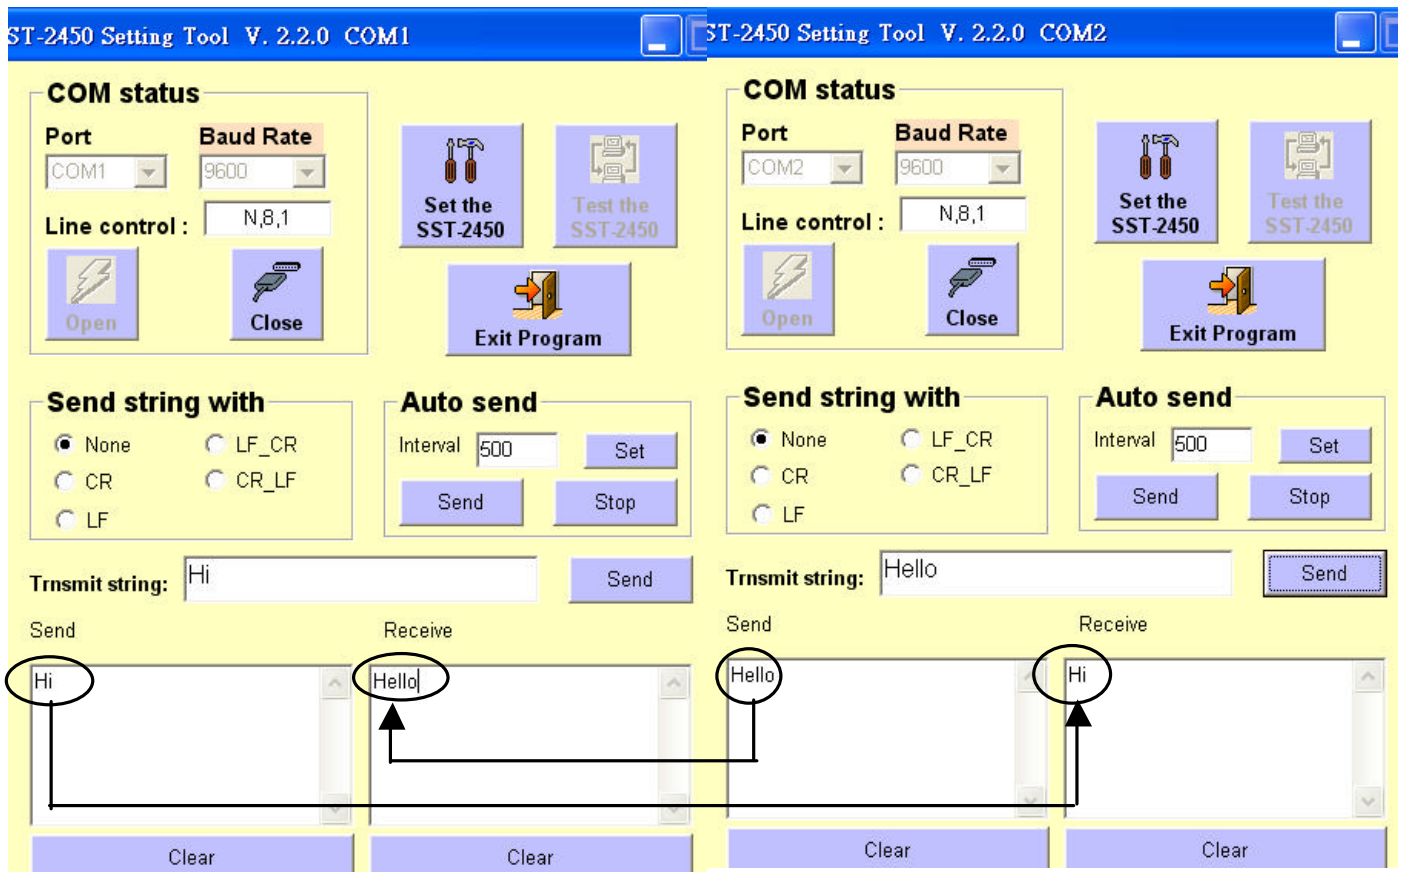 ST-2450 Setting Tool V. 2.2.0 COM1
COM status
Port Baud Rate
COM1 9600
Line control : N,8,1
Open Close
Set the
SST-2450
Test the
SST-2450
Exit Program
Send string with
None LF_CR
CR CR_LF
LF
Auto send
Interval 500 Set
Send Stop
Trnsmit string: Hi Send
Send Receive
Hi Hello
Clear Clear
ST-2450 Setting Tool V. 2.2.0 COM2
COM status
Port Baud Rate
COM2 9600
Line control : N,8,1
Open Close
Set the
SST-2450
Test the
SST-2450
Exit Program
Send string with
None LF_CR
CR CR_LF
LF
Auto send
Interval 500 Set
Send Stop
Trnsmit string: Hello Send
Send Receive
Hello Hi
Clear Clear